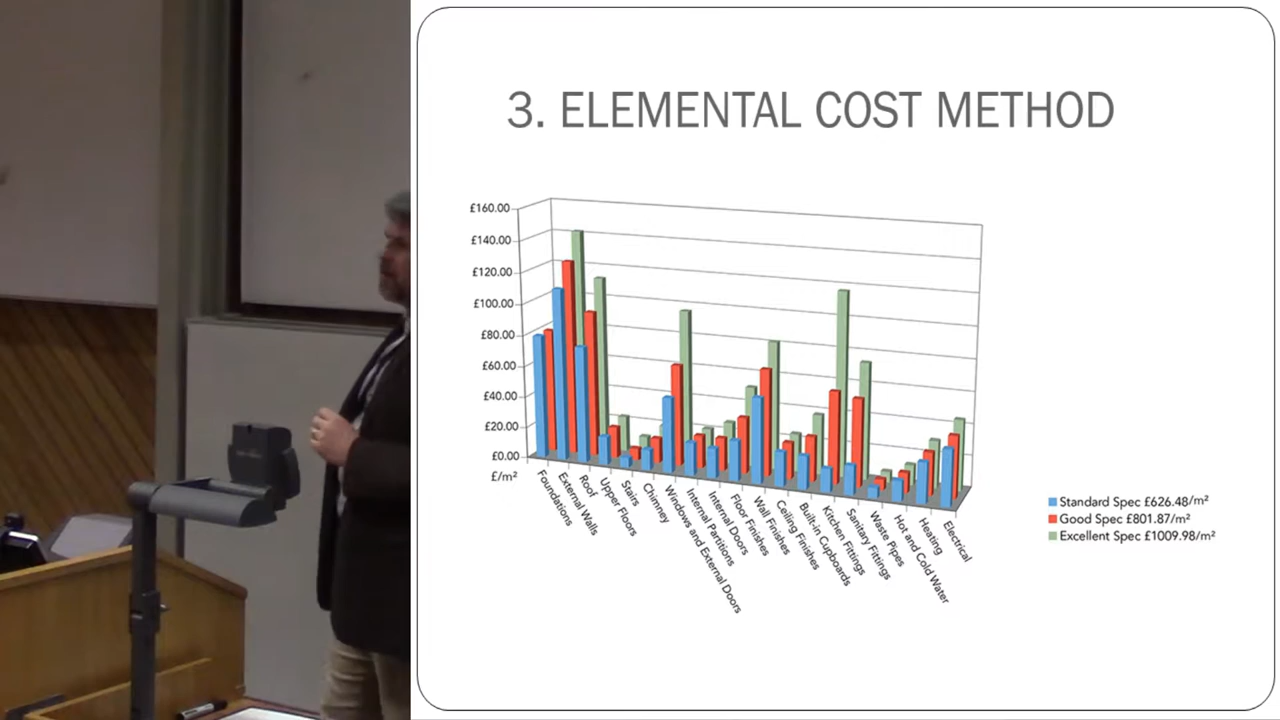 3. ELEMENTAL COST METHOD
£160.00
£140.00
£120.00
£100.00
£80.00
£60.00
£40.00
£20.00
£0.00
£/m²
Foundations
External Walls
Roof
Upper Floors
Stairs
Chimney
Windows and External Doors
Internal Partitions
Internal Doors
Floor Finishes
Wall Finishes
Ceiling Finishes
Built-in Cupboards
Kitchen Fittings
Sanitary Fittings
Waste Pipes
Hot and Cold Water
Heating
Electrical
Standard Spec £626.48/m²
Good Spec £801.87/m²
Excellent Spec £1009.98/m²